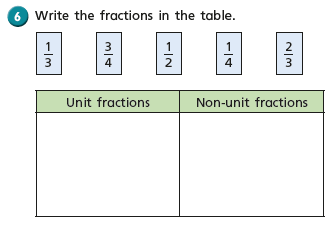 6 Write the fractions in the table.
1/3 3/4 1/2 1/4 2/3
Unit fractions Non-unit fractions